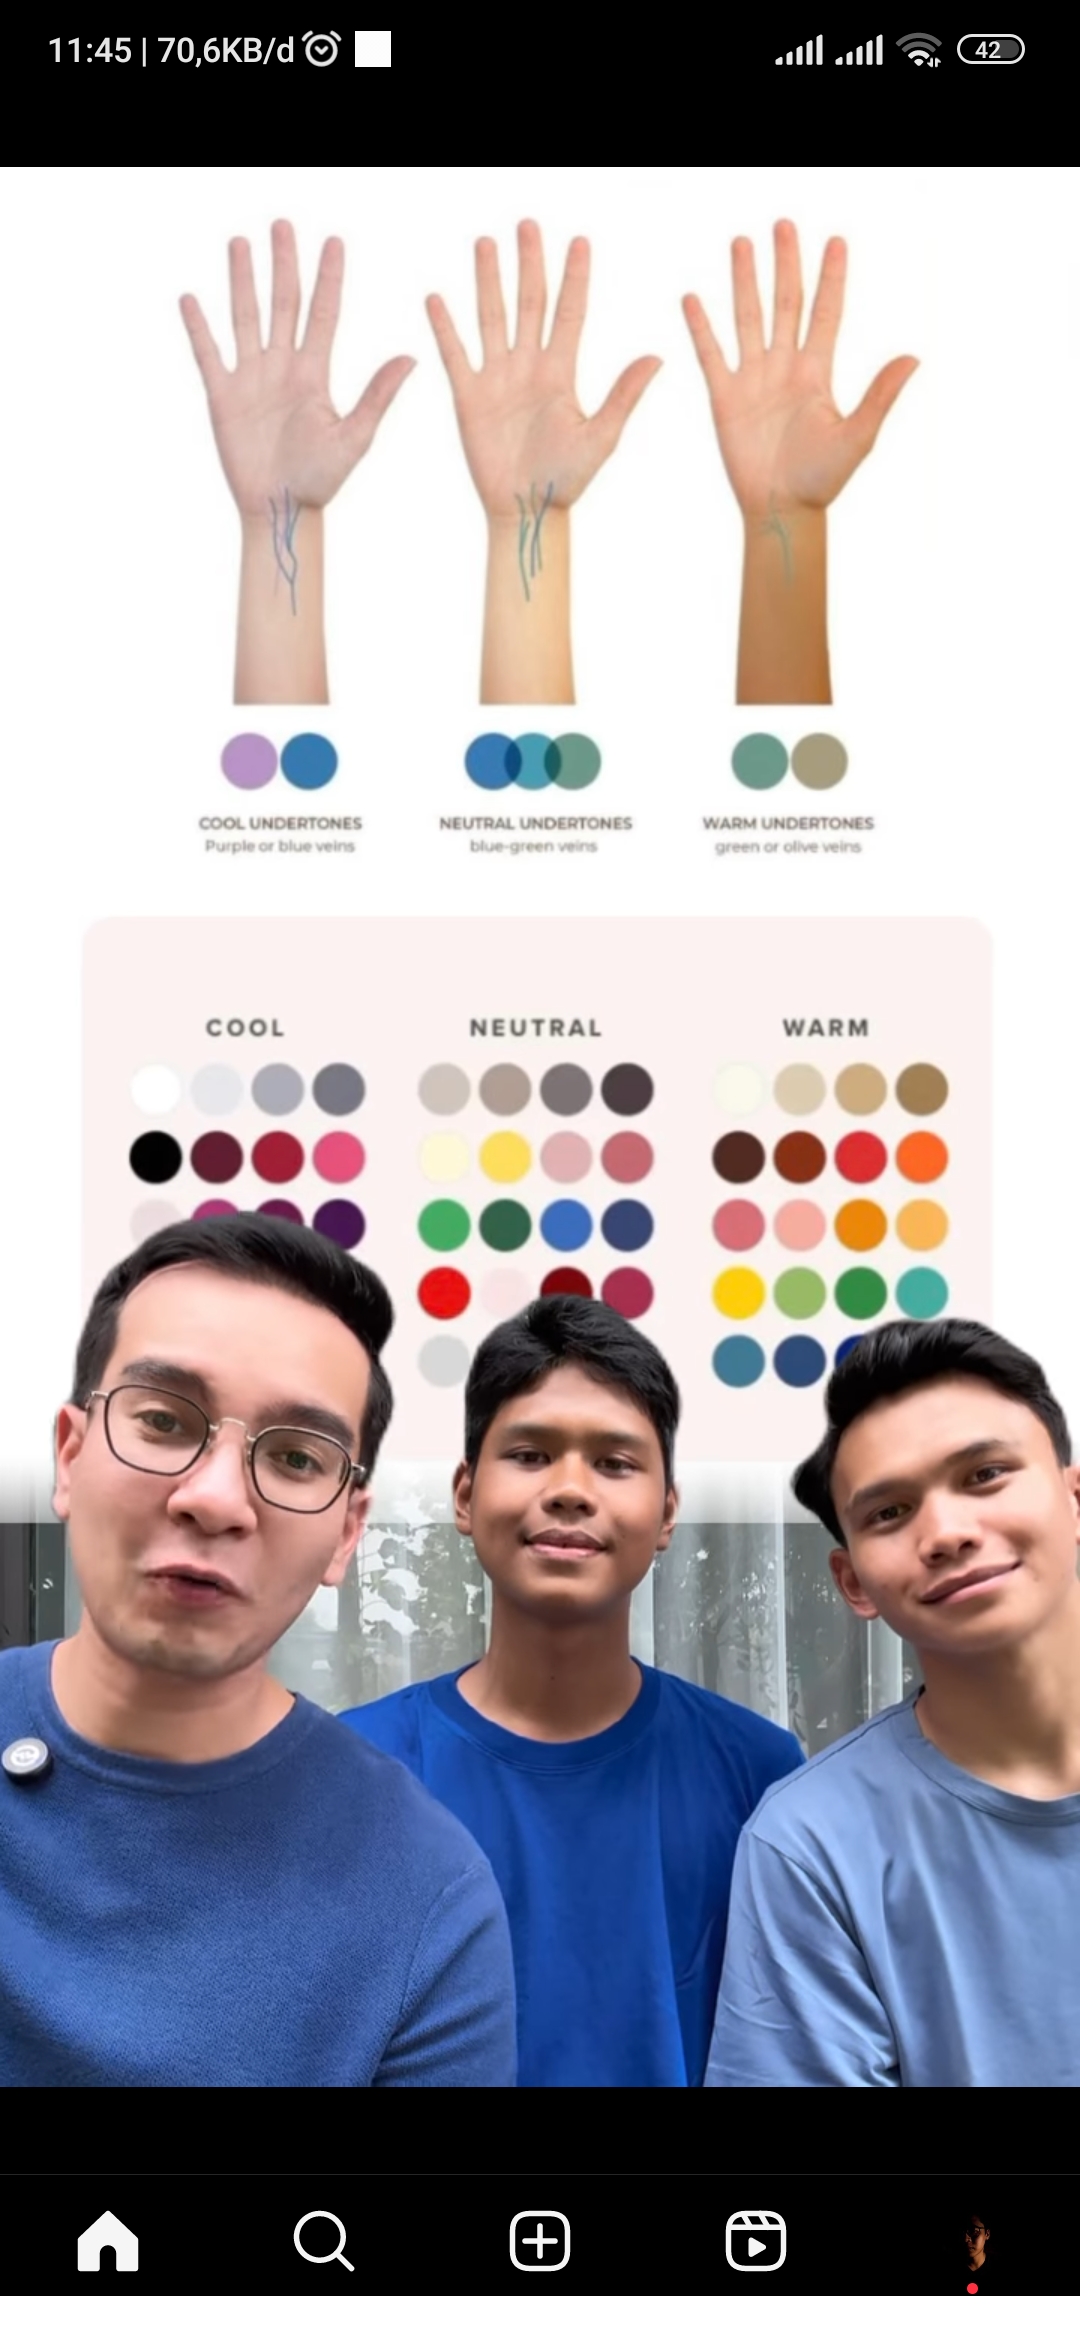 11:45 | 70,6KB/d
42
COOL UNDERTONES
Purple or blue veins
NEUTRAL UNDERTONES
blue-green veins
WARM UNDERTONES
green or olive veins
COOL
NEUTRAL
WARM